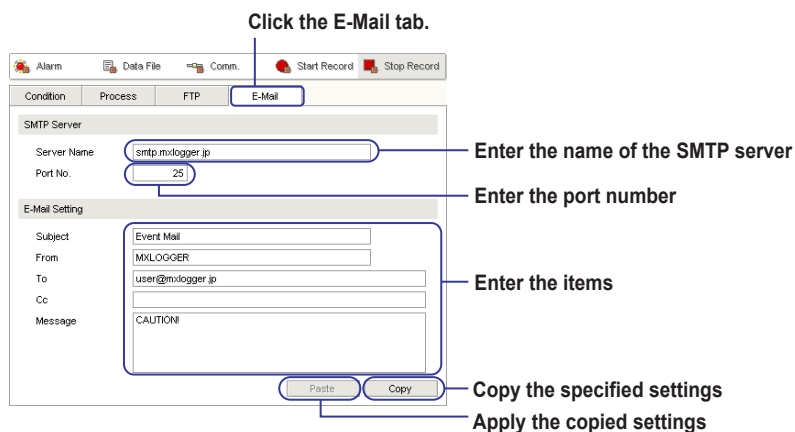 Click the E-Mail tab.
Alarm Data File Comm. Start Record Stop Record
Condition Process FTP E-Mail
SMTP Server
Server Name smtp.mxlogger.jp Enter the name of the SMTP server
Port No. 25
Enter the port number
E-Mail Setting
Subject Event Mail
From MXLOGGER
To user@mxlogger.jp Enter the items
Cc
Message CAUTION!
Paste Copy Copy the specified settings
Apply the copied settings